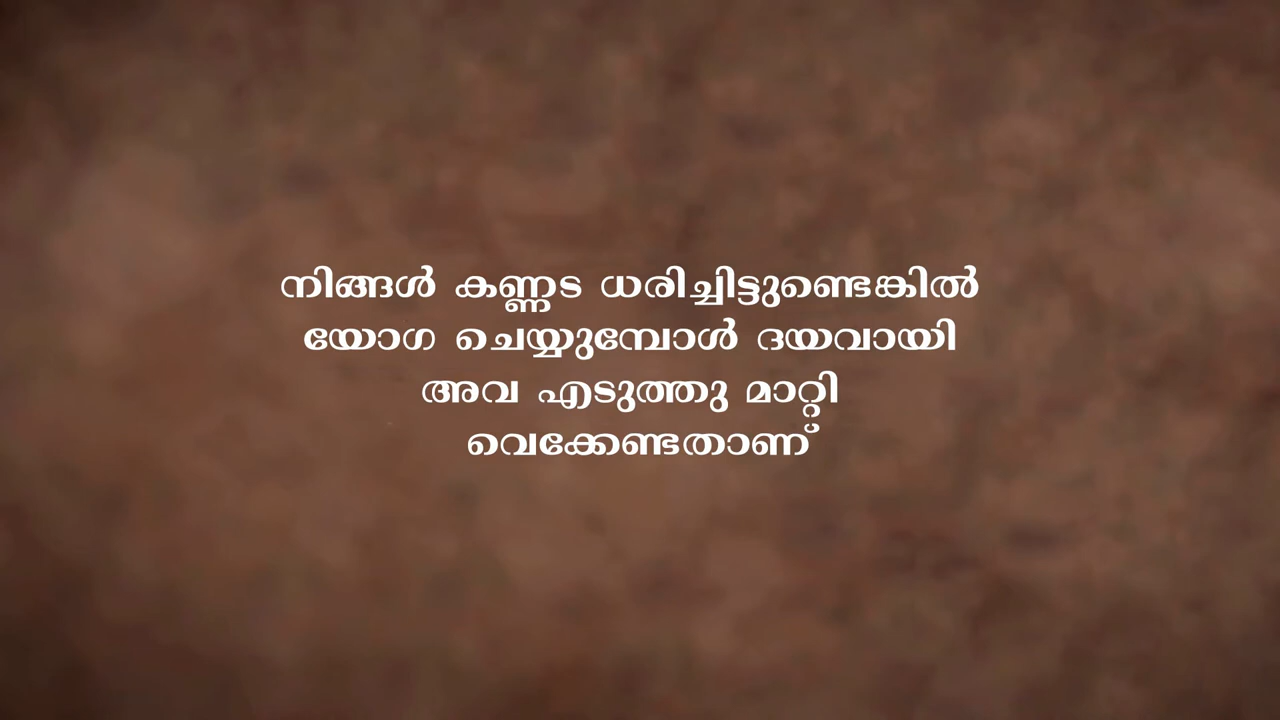 നിങ്ങൾ കണ്ണട ധരിച്ചിട്ടുണ്ടെങ്കിൽ
യോഗ ചെയ്യുമ്പോൾ ദയവായി
അവ എടുത്തു മാറ്റി
വെക്കേണ്ടതാണ്